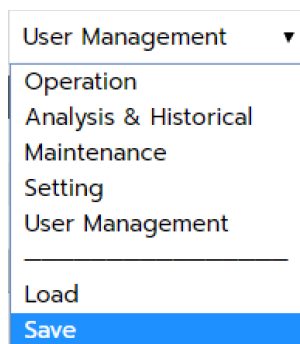 User Management ▼
Operation
Analysis & Historical
Maintenance
Setting
User Management
────────────────
Load
Save